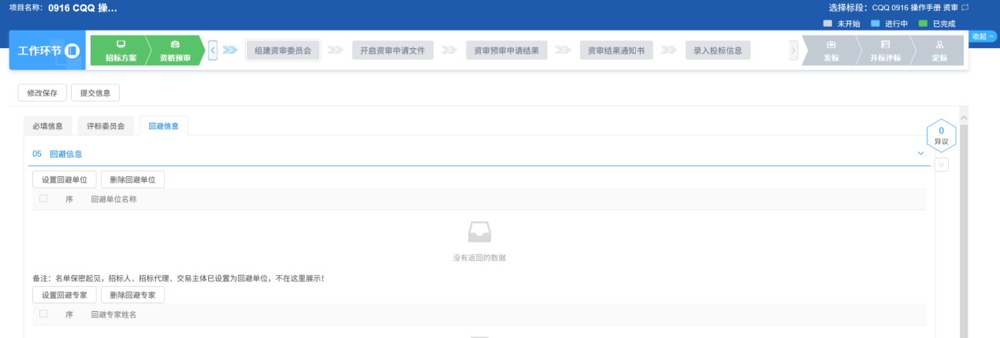 项目名称：0916 CQQ 操...
选择标段：CQQ 0916 操作手册 资审
未开始 进行中 已完成
收起
工作环节
招标方案 资格预审 组建资审委员会 开启资审申请文件 资审预审申请结果 资审结果通知书 录入投标信息 发标 开标评标 定标
修改保存 提交信息
必填信息 评标委员会 回避信息
0
异议
05 回避信息
设置回避单位 删除回避单位
序 回避单位名称
没有返回的数据
备注：名单保密起见，招标人、招标代理、交易主体已设置为回避单位，不在这里展示！
设置回避专家 删除回避专家
序 回避专家姓名